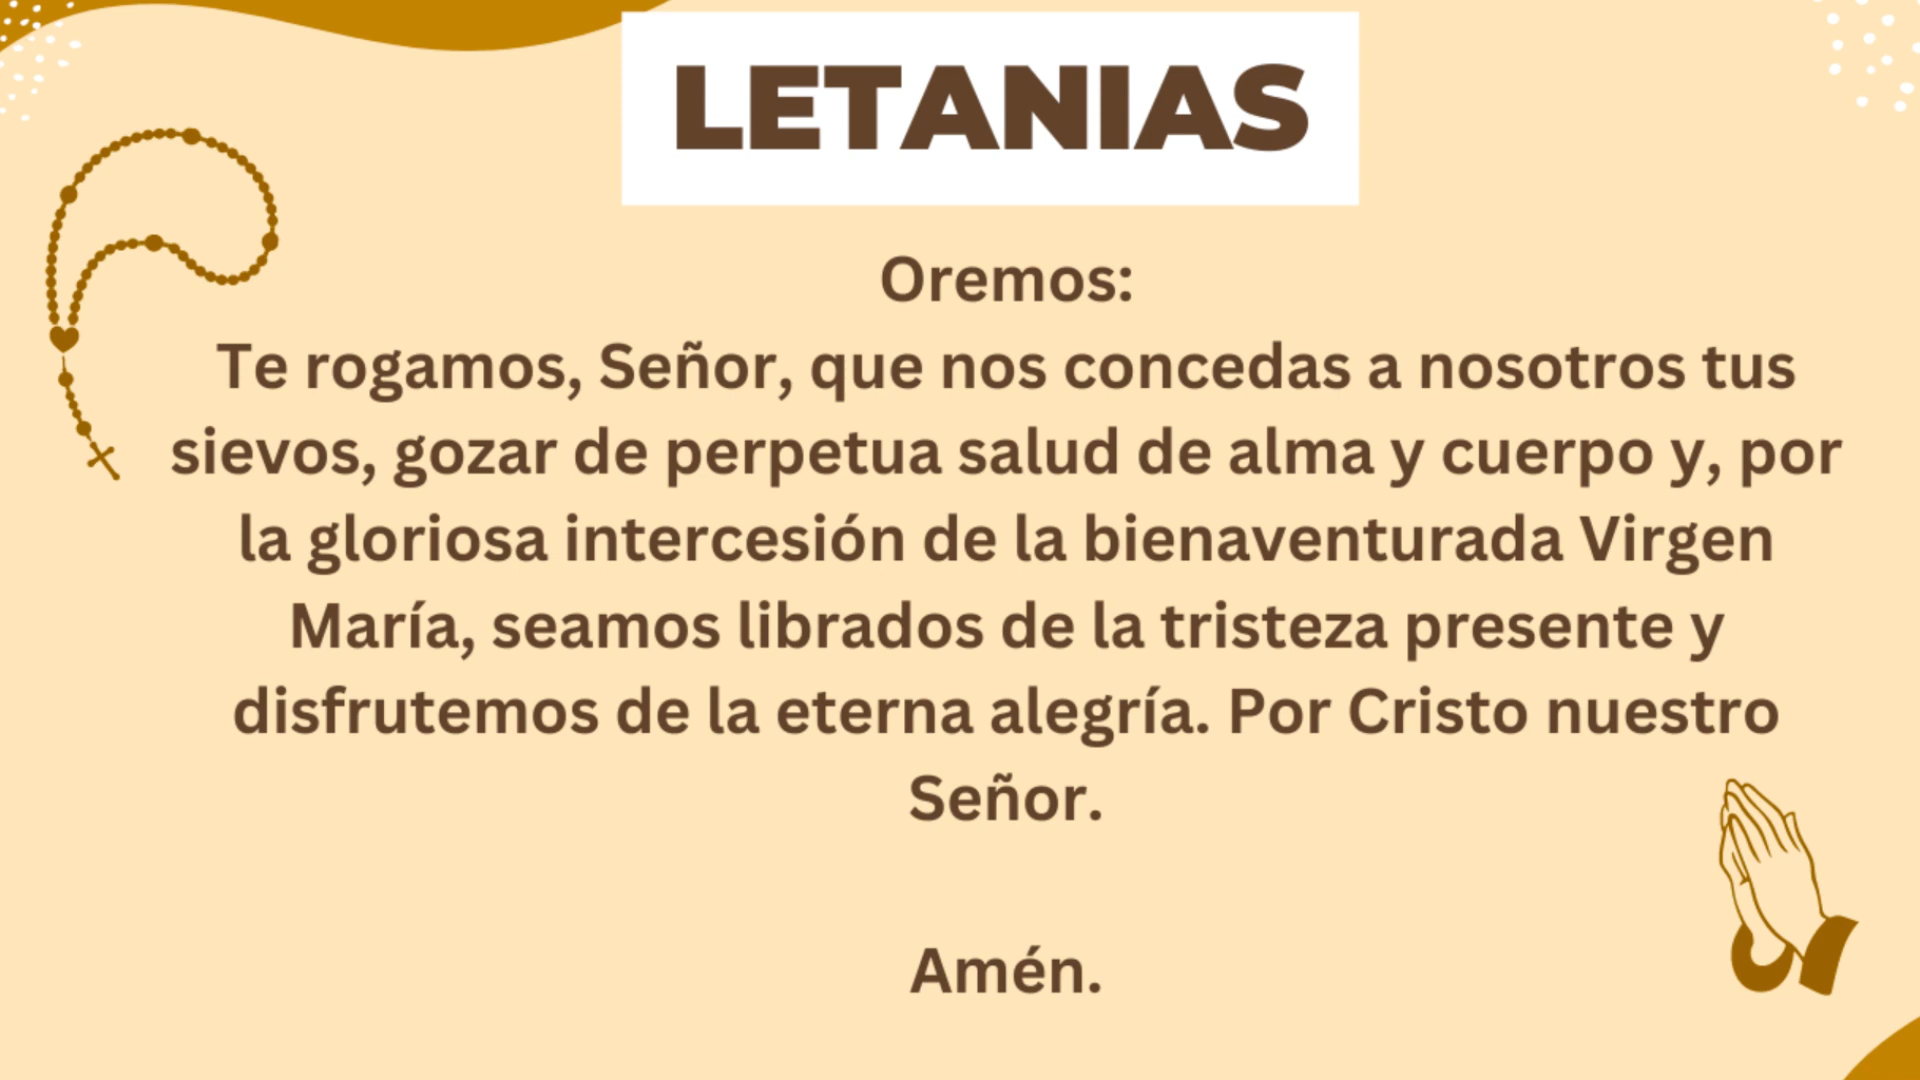 LETANIAS
Oremos:
Te rogamos, Señor, que nos concedas a nosotros tus
sievos, gozar de perpetua salud de alma y cuerpo y, por
la gloriosa intercesión de la bienaventurada Virgen
María, seamos librados de la tristeza presente y
disfrutemos de la eterna alegría. Por Cristo nuestro
Señor.
Amén.